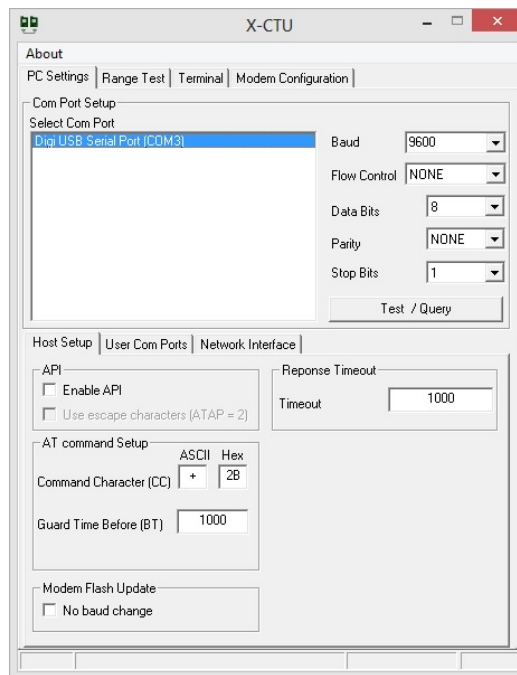 X-CTU
About
PC Settings Range Test Terminal Modem Configuration
Com Port Setup
Select Com Port
Digi USB Serial Port (COM3)
Baud 9600
Flow Control NONE
Data Bits 8
Parity NONE
Stop Bits 1
Test / Query
Host Setup User Com Ports Network Interface
API
Enable API
Use escape characters (ATAP = 2)
Reponse Timeout
Timeout 1000
AT command Setup
ASCII Hex
Command Character (CC) + 2B
Guard Time Before (BT) 1000
Modem Flash Update
No baud change